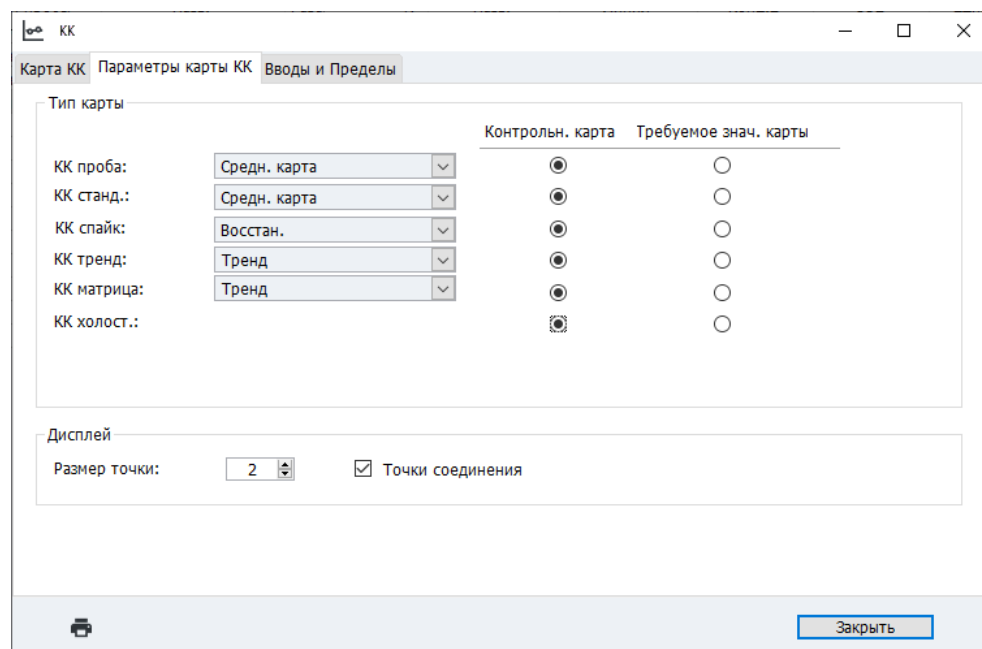 КК
Карта КК Параметры карты КК Вводы и Пределы
Тип карты
Контрольн. карта Требуемое знач. карты
КК проба: Средн. карта
КК станд.: Средн. карта
КК спайк: Восстан.
КК тренд: Тренд
КК матрица: Тренд
КК холост.:
Дисплей
Размер точки: 2 Точки соединения
Закрыть